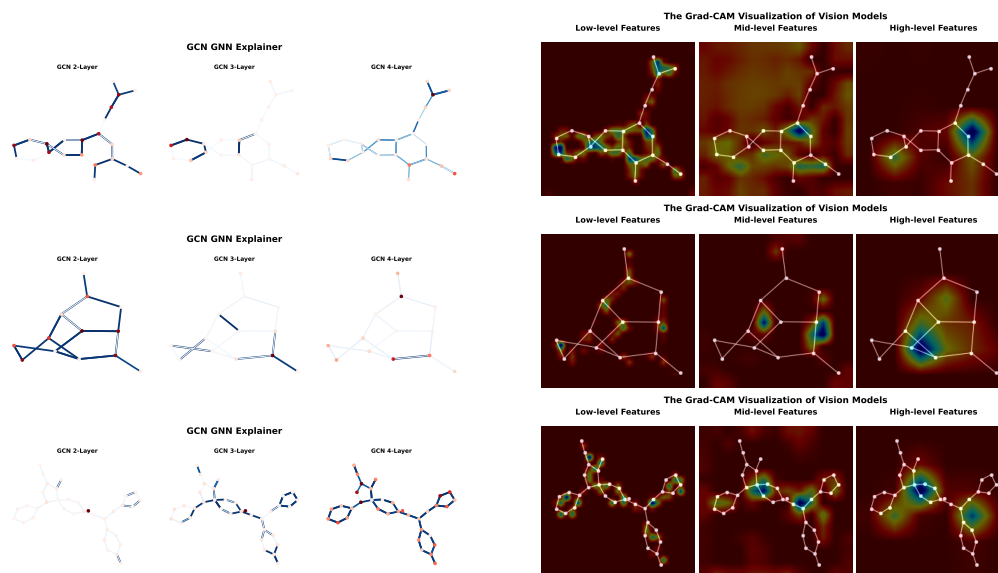 GCN GNN Explainer
GCN 2-Layer GCN 3-Layer GCN 4-Layer
The Grad-CAM Visualization of Vision Models
Low-level Features Mid-level Features High-level Features
GCN GNN Explainer
GCN 2-Layer GCN 3-Layer GCN 4-Layer
The Grad-CAM Visualization of Vision Models
Low-level Features Mid-level Features High-level Features
GCN GNN Explainer
GCN 2-Layer GCN 3-Layer GCN 4-Layer
The Grad-CAM Visualization of Vision Models
Low-level Features Mid-level Features High-level Features